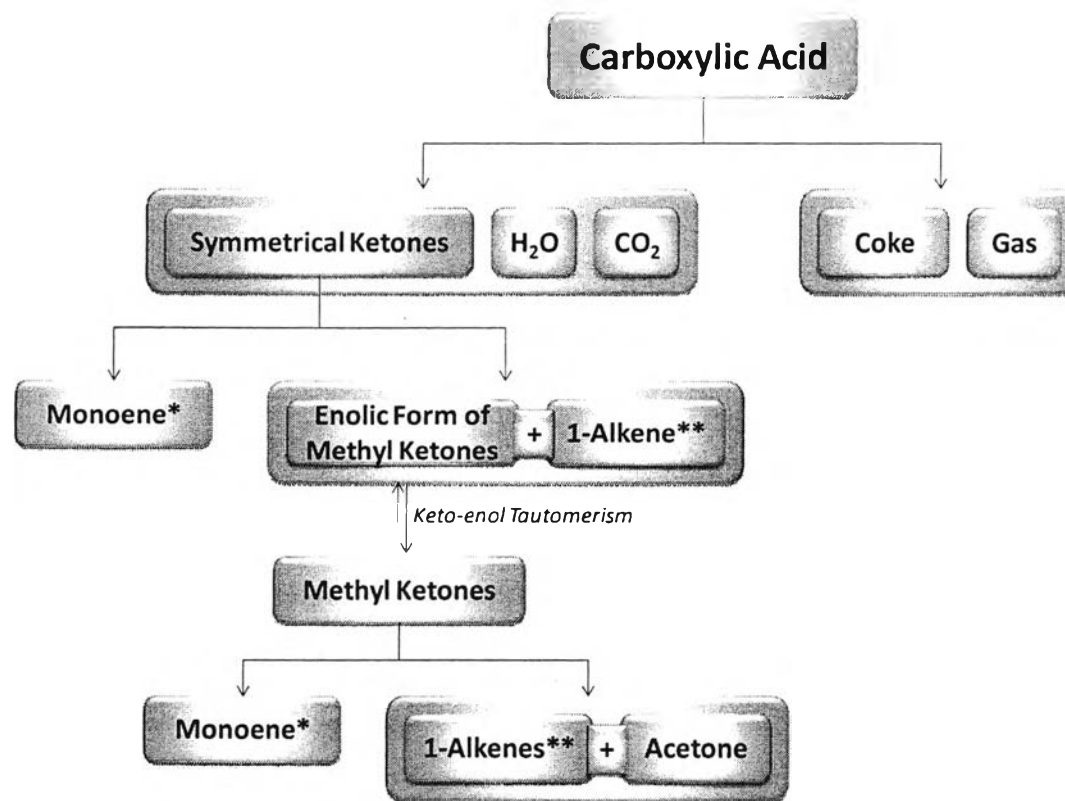 Carboxylic Acid
Symmetrical Ketones
H₂O
CO₂
Coke
Gas
Monoene*
Enolic Form of
Methyl Ketones
+
1-Alkene**
Keto-enol Tautomerism
Methyl Ketones
Monoene*
1-Alkenes**
+
Acetone